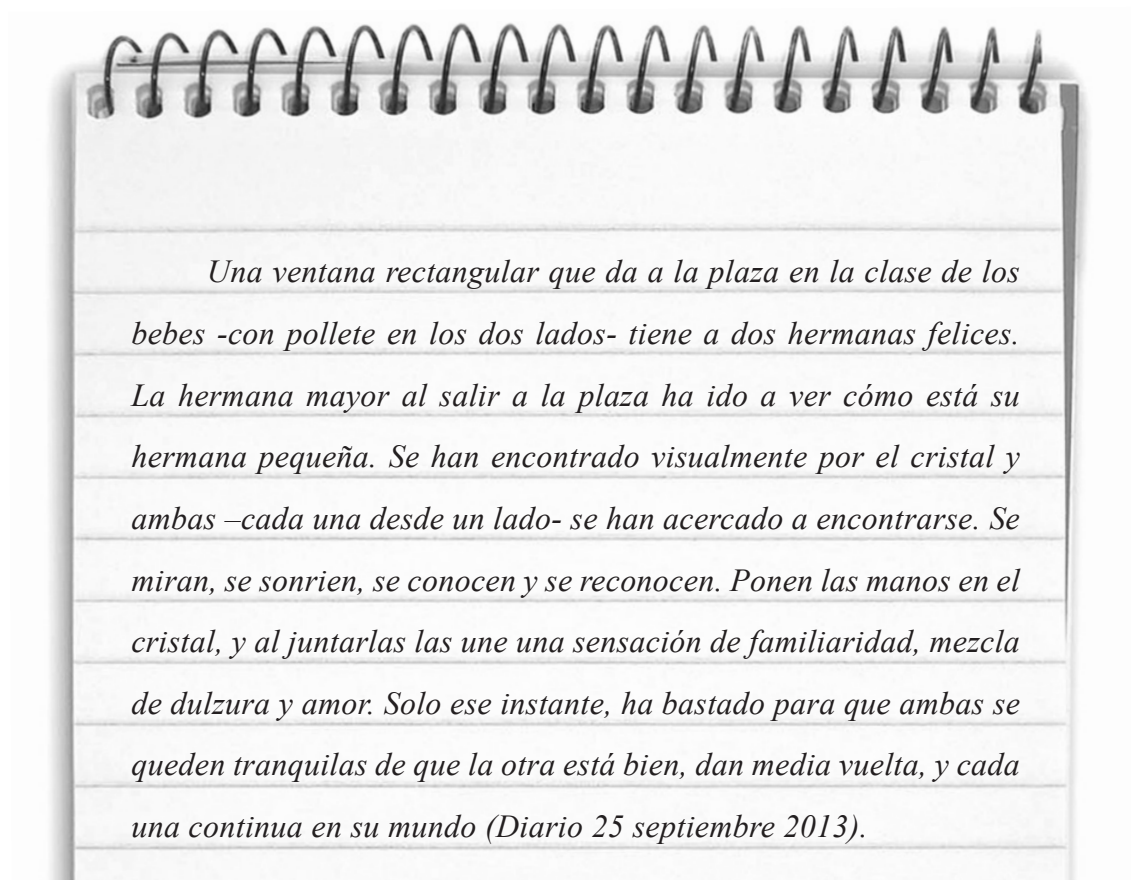 Una ventana rectangular que da a la plaza en la clase de los
bebes -con pollete en los dos lados- tiene a dos hermanas felices.
La hermana mayor al salir a la plaza ha ido a ver cómo está su
hermana pequeña. Se han encontrado visualmente por el cristal y
ambas –cada una desde un lado- se han acercado a encontrarse. Se
miran, se sonrien, se conocen y se reconocen. Ponen las manos en el
cristal, y al juntarlas las une una sensación de familiaridad, mezcla
de dulzura y amor. Solo ese instante, ha bastado para que ambas se
queden tranquilas de que la otra está bien, dan media vuelta, y cada
una continua en su mundo (Diario 25 septiembre 2013).